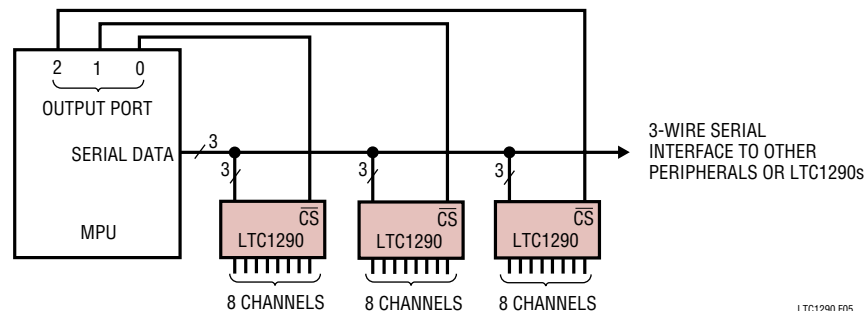 2 1 0
OUTPUT PORT
SERIAL DATA
3
MPU
3
3
3
3-WIRE SERIAL
INTERFACE TO OTHER
PERIPHERALS OR LTC1290s
CS
LTC1290
CS
LTC1290
CS
LTC1290
8 CHANNELS
8 CHANNELS
8 CHANNELS
LTC1290 F05